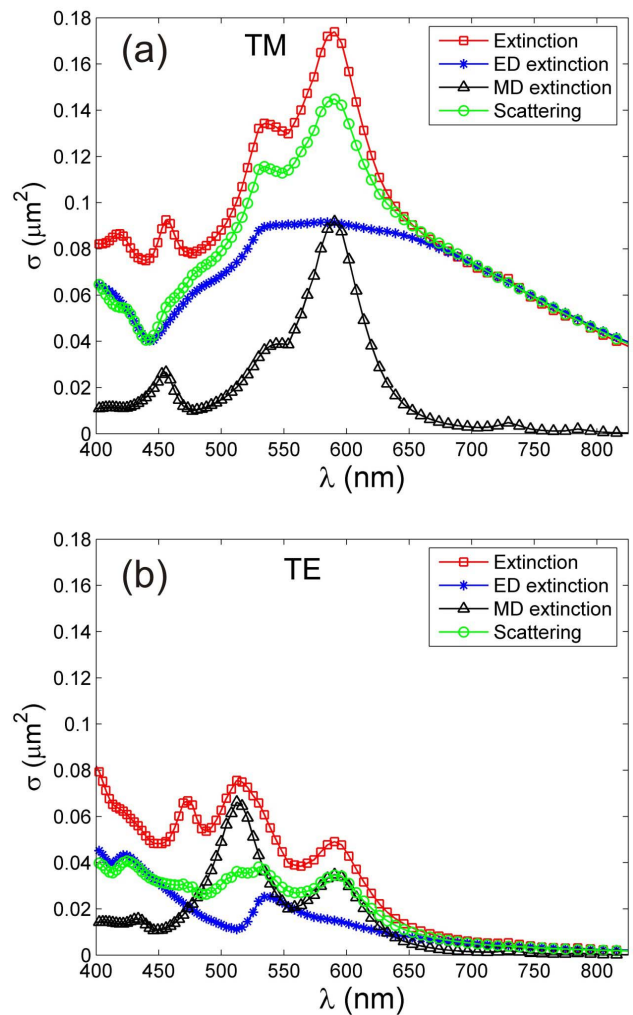 (a)
TM
Extinction
ED extinction
MD extinction
Scattering
0.18
0.16
0.14
0.12
0.1
0.08
0.06
0.04
0.02
0
σ (μm²)
400 450 500 550 600 650 700 750 800
λ (nm)
(b)
TE
Extinction
ED extinction
MD extinction
Scattering
0.18
0.16
0.14
0.12
0.1
0.08
0.06
0.04
0.02
0
σ (μm²)
400 450 500 550 600 650 700 750 800
λ (nm)